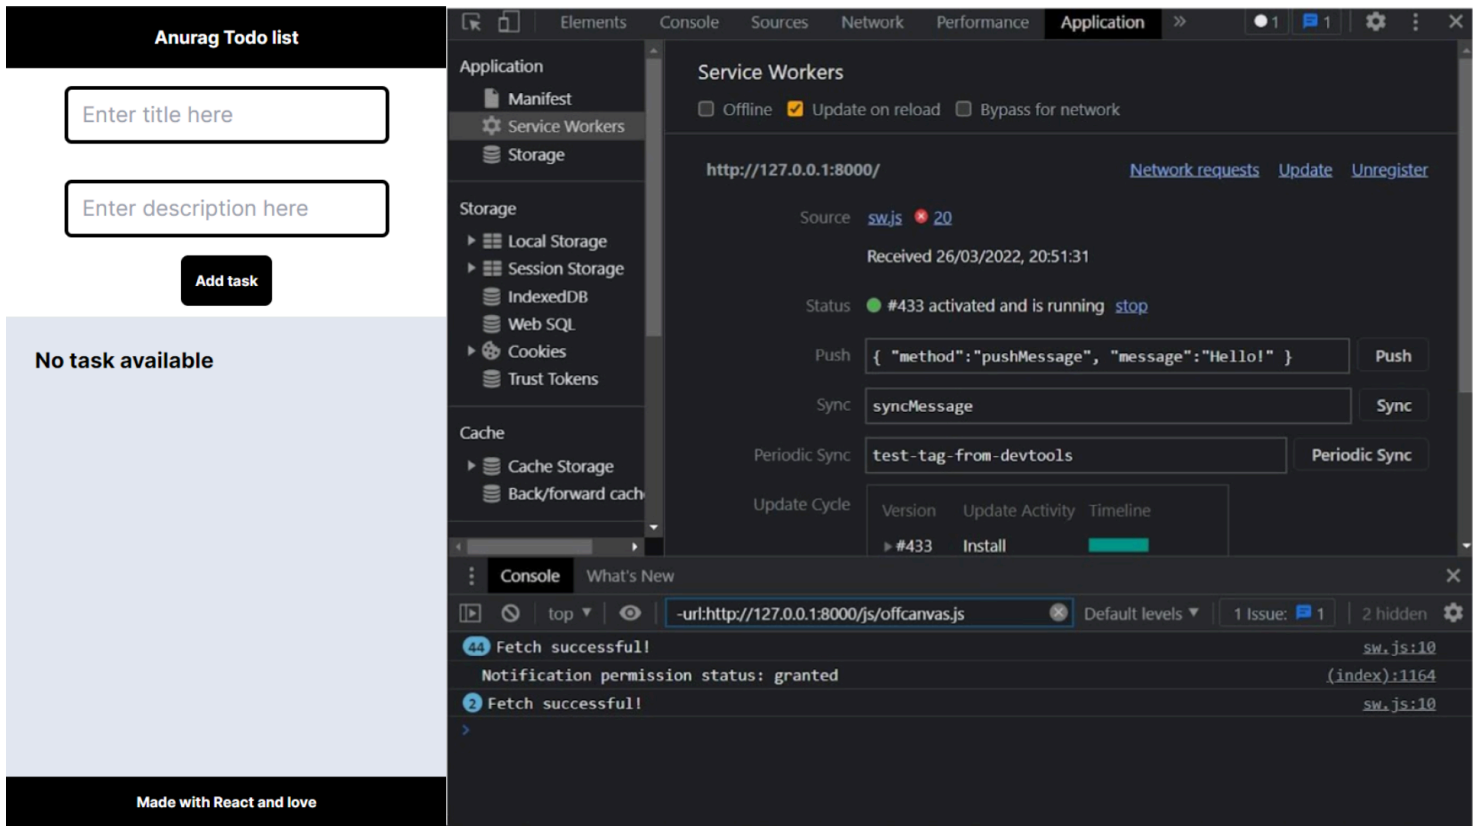 Anurag Todo list
Enter title here
Enter description here
Add task
No task available
Made with React and love
Elements Console Sources Network Performance Application » 1 1
Application
Manifest
Service Workers
Storage
Storage
Local Storage
Session Storage
IndexedDB
Web SQL
Cookies
Trust Tokens
Cache
Cache Storage
Back/forward cach
Service Workers
Offline Update on reload Bypass for network
http://127.0.0.1:8000/ Network requests Update Unregister
Source sw.js 20
Received 26/03/2022, 20:51:31
Status #433 activated and is running stop
Push { "method":"pushMessage", "message":"Hello!" } Push
Sync syncMessage Sync
Periodic Sync test-tag-from-devtools Periodic Sync
Update Cycle Version Update Activity Timeline
#433 Install
Console What's New
top -url:http://127.0.0.1:8000/js/offcanvas.js Default levels 1 Issue: 1 2 hidden
44 Fetch successful! sw.js:10
Notification permission status: granted (index):1164
2 Fetch successful! sw.js:10